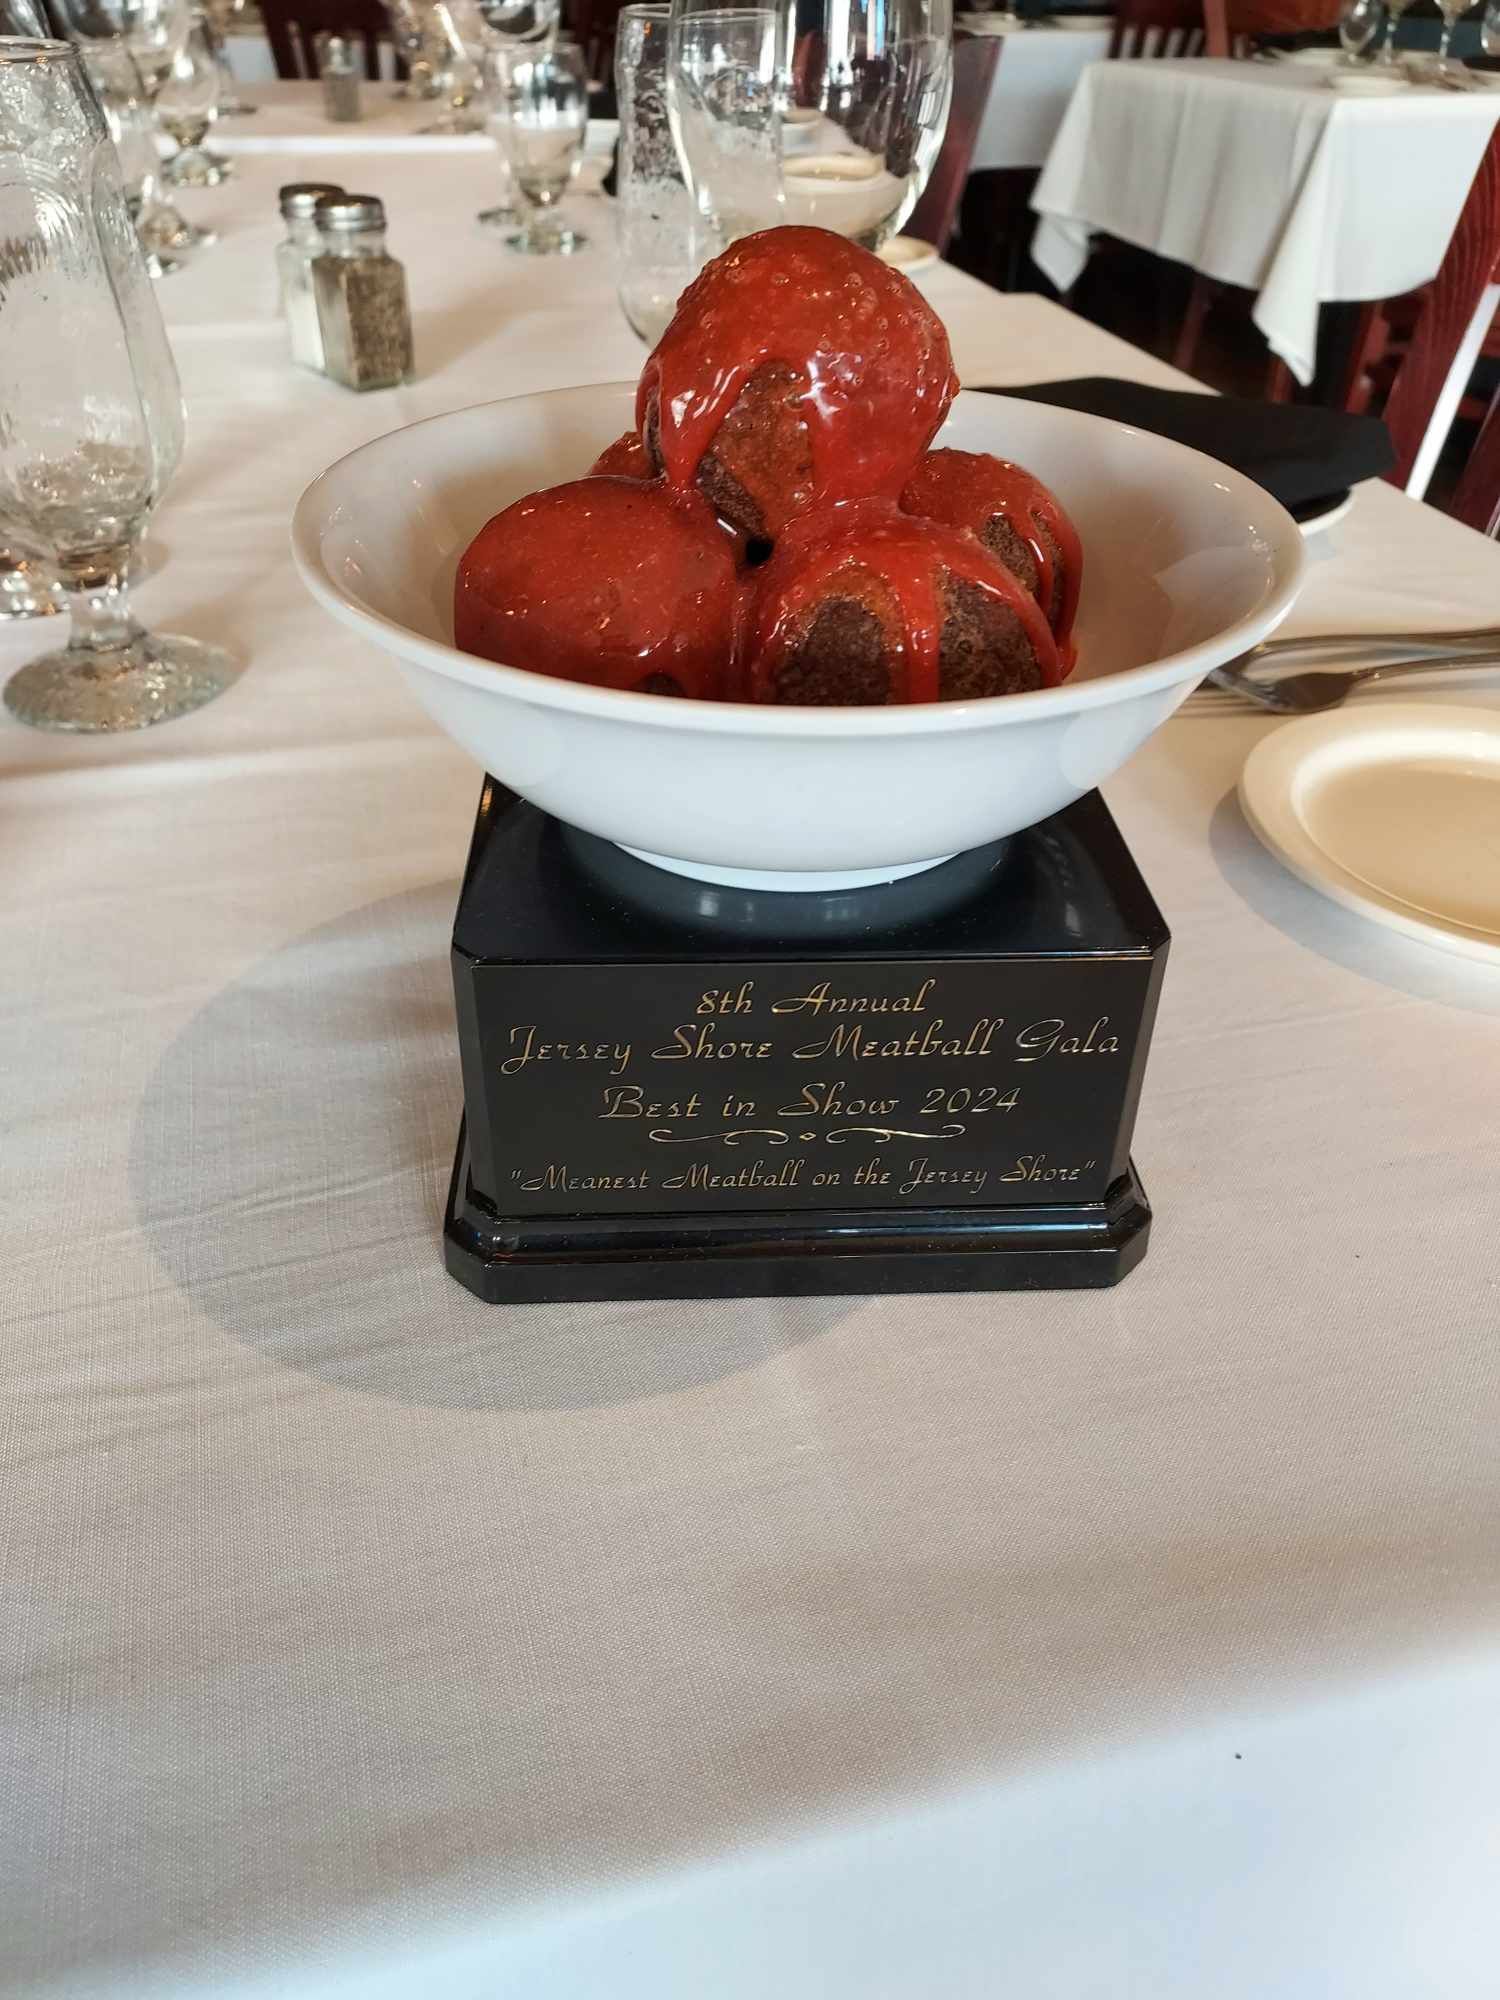 8th Annual
Jersey Shore Meatball Gala
Best in Show 2024
"Meanest Meatball on the Jersey Shore"